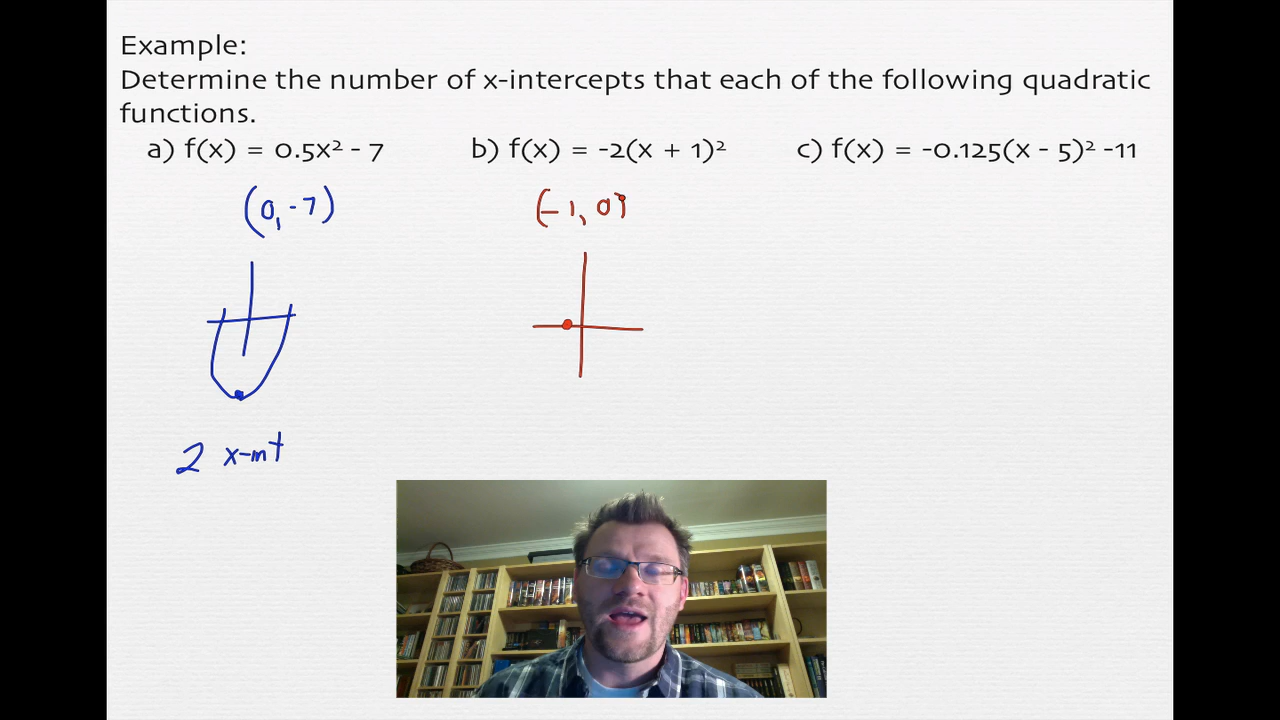 Example:
Determine the number of x-intercepts that each of the following quadratic
functions.
a) f(x) = 0.5x² - 7 b) f(x) = -2(x + 1)² c) f(x) = -0.125(x - 5)² -11
(0, -7) (-1, 0)
2 x-int